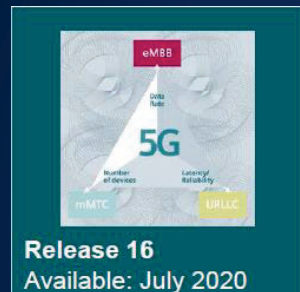 eMBB
Data
Rate
5G
Number
of devices
Latency/
Reliability
mMTC
URLLC
Release 16
Available: July 2020